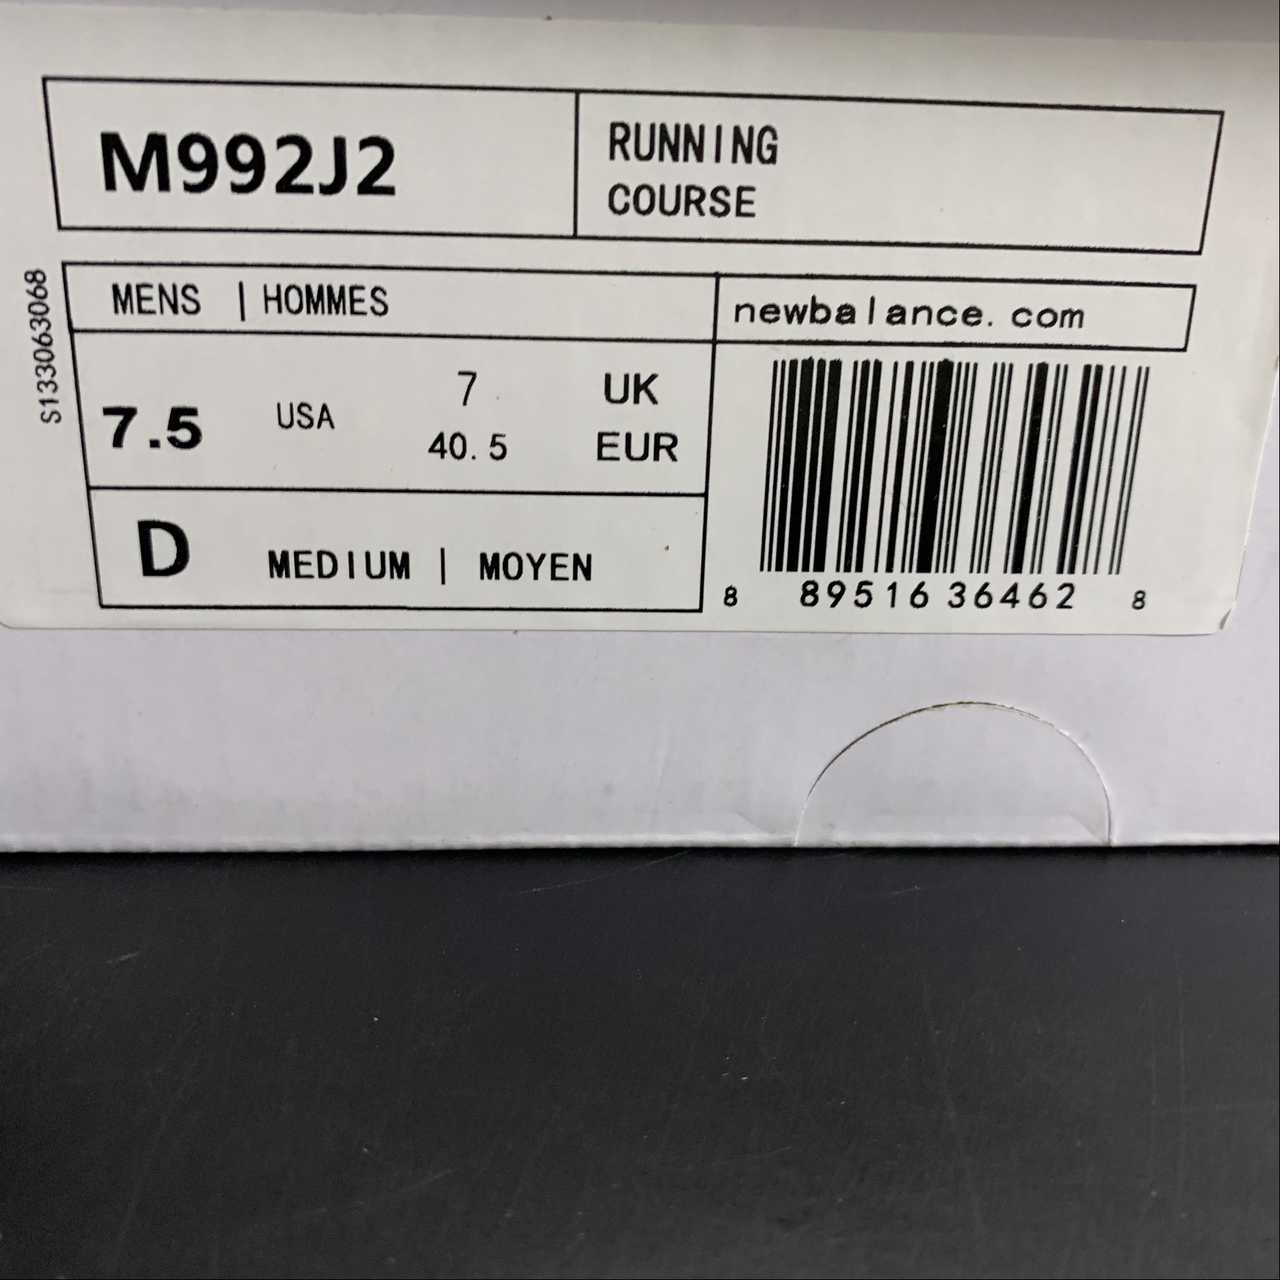 M992J2
RUNNING
COURSE
S133063068
MENS | HOMMES
newbalance.com
7.5 USA
7 UK
40.5 EUR
D MEDIUM | MOYEN
8 89516 36462 8